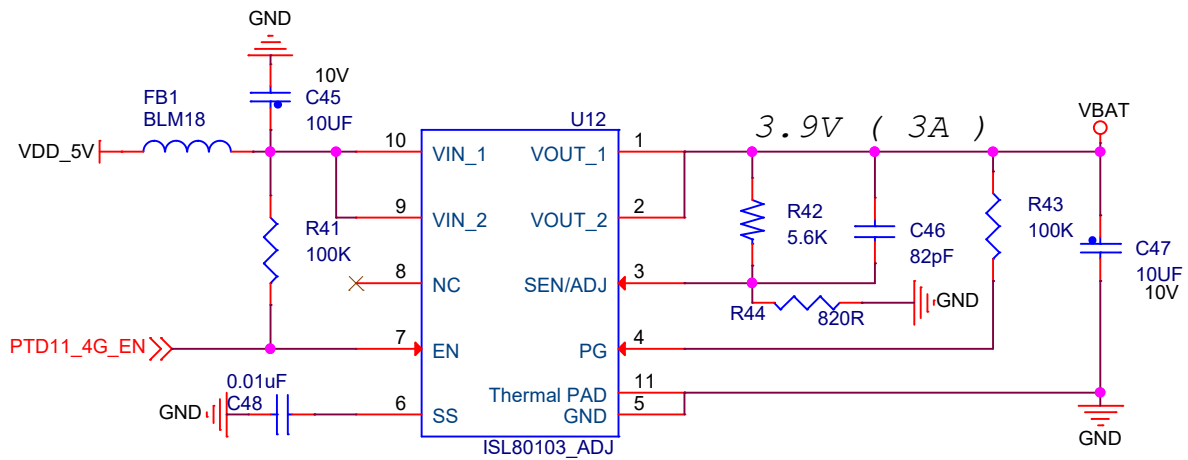 GND
10V
FB1
BLM18
C45
10UF
VDD_5V
U12
3.9V ( 3A )
VBAT
10
VIN_1
VOUT_1
1
9
VIN_2
VOUT_2
2
R41
100K
R42
5.6K
C46
82pF
R43
100K
C47
10UF
10V
8
NC
SEN/ADJ
3
R44
820R
GND
PTD11_4G_EN
7
EN
PG
4
0.01uF
C48
GND
6
SS
Thermal PAD
11
GND
5
GND
ISL80103_ADJ